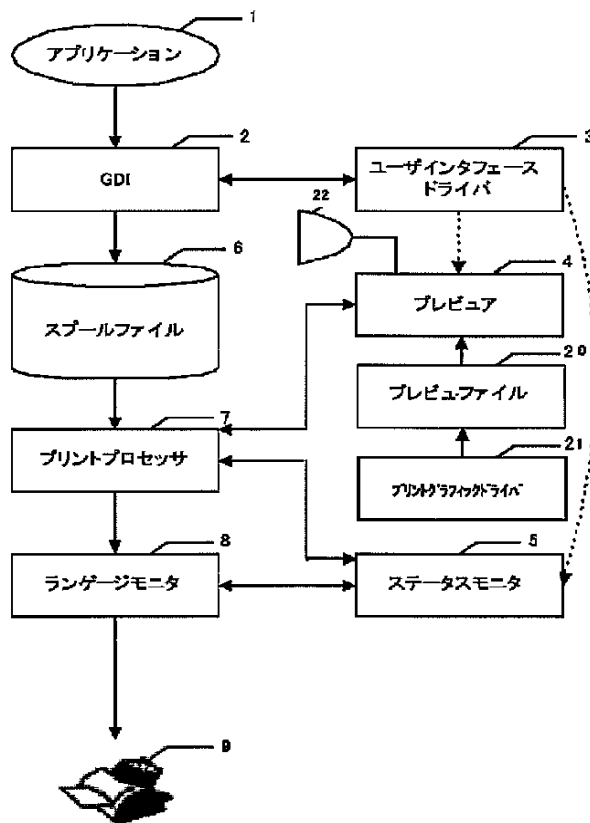 1
アプリケーション
2
GDI
3
ユーザインタフェース
ドライバ
22
6
スプールファイル
4
プレビュア
20
プレビューファイル
7
プリントプロセッサ
21
プリントグラフィックドライバ
8
ランゲージモニタ
5
ステータスモニタ
9